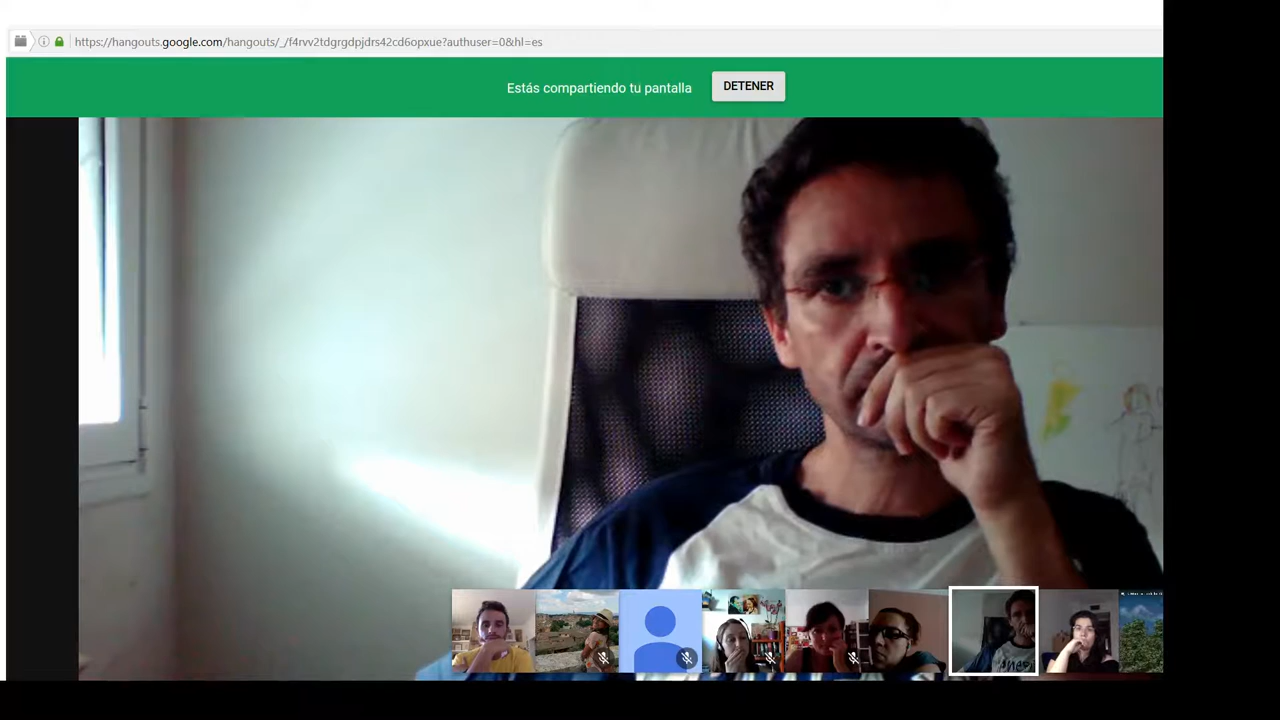 https://hangouts.google.com/hangouts/_/f4rvv2tdgrgdpjdrs42cd6opxue?authuser=0&hl=es
Estás compartiendo tu pantalla
DETENER